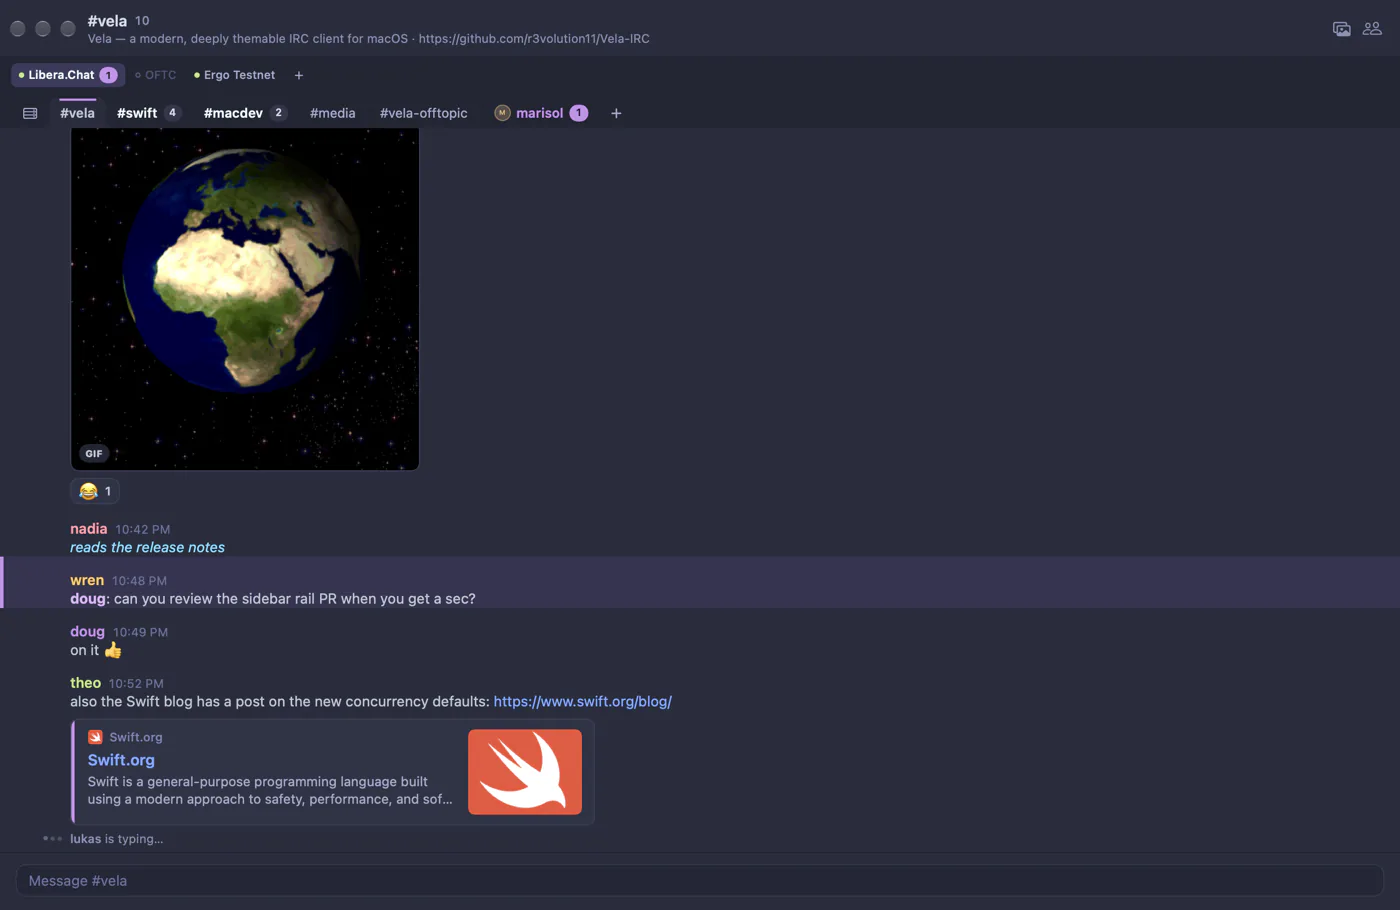 #vela 10
Vela — a modern, deeply themable IRC client for macOS · https://github.com/r3volution11/Vela-IRC
Libera.Chat 1 OFTC Ergo Testnet +
#vela #swift 4 #macdev 2 #media #vela-offtopic M marisol 1 +
GIF
😂 1
nadia 10:42 PM
reads the release notes
wren 10:48 PM
doug: can you review the sidebar rail PR when you get a sec?
doug 10:49 PM
on it 👍
theo 10:52 PM
also the Swift blog has a post on the new concurrency defaults: https://www.swift.org/blog/
Swift.org
Swift.org
Swift is a general-purpose programming language built
using a modern approach to safety, performance, and sof...
lukas is typing...
Message #vela